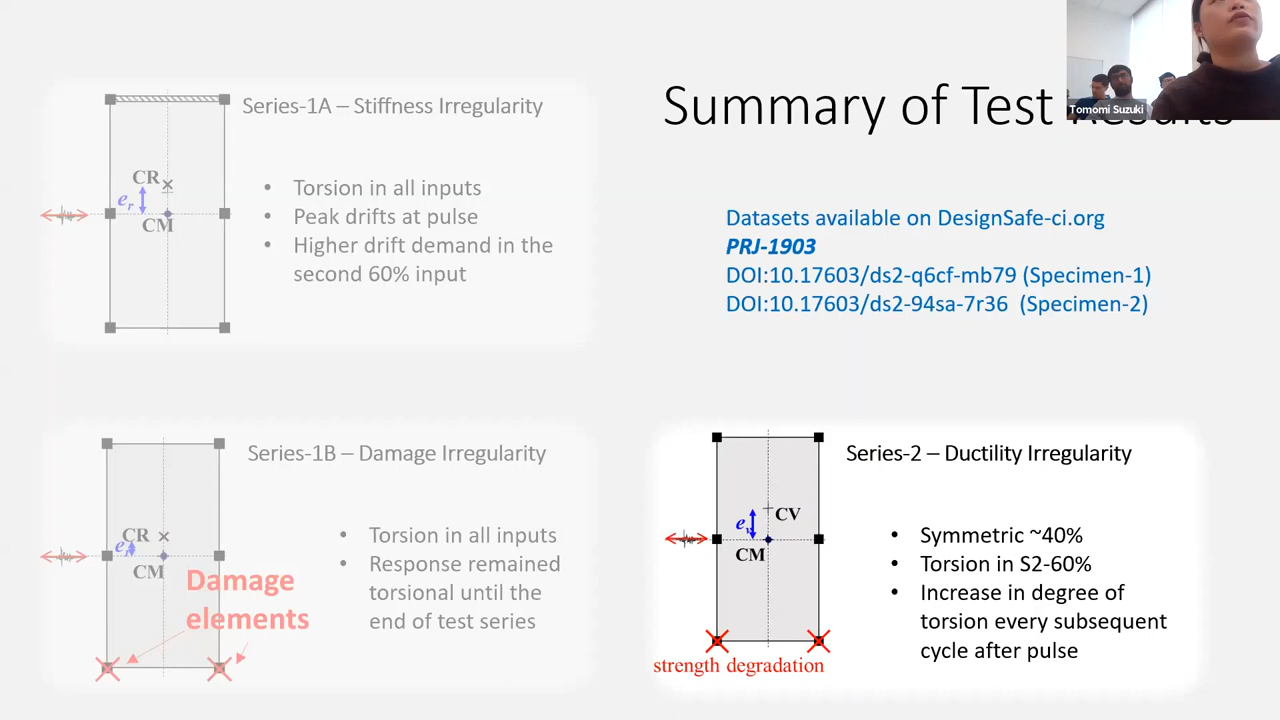 Summary of Test Results
Tomomi Suzuki
Series-1A – Stiffness Irregularity
CR
er
CM
• Torsion in all inputs
• Peak drifts at pulse
• Higher drift demand in the
second 60% input
Datasets available on DesignSafe-ci.org
PRJ-1903
DOI:10.17603/ds2-q6cf-mb79 (Specimen-1)
DOI:10.17603/ds2-94sa-7r36 (Specimen-2)
Series-1B – Damage Irregularity
CR
er
CM
Damage
elements
• Torsion in all inputs
• Response remained
torsional until the
end of test series
Series-2 – Ductility Irregularity
CV
ev
CM
strength degradation
• Symmetric ~40%
• Torsion in S2-60%
• Increase in degree of
torsion every subsequent
cycle after pulse